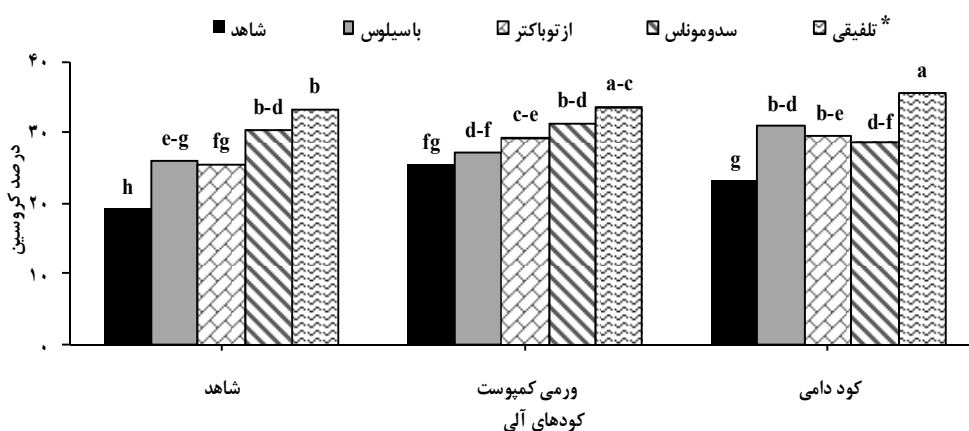 شاهد باسیلوس ازتوباکتر سدوموناس تلفیقی*
۴۰
۳۰
۲۰
۱۰
۰
درصد کروسین
h e-g fg b-d b
fg d-f c-e b-d a-c
g b-d b-e d-f a
شاهد ورمی کمپوست کود دامی
کودهای آلی